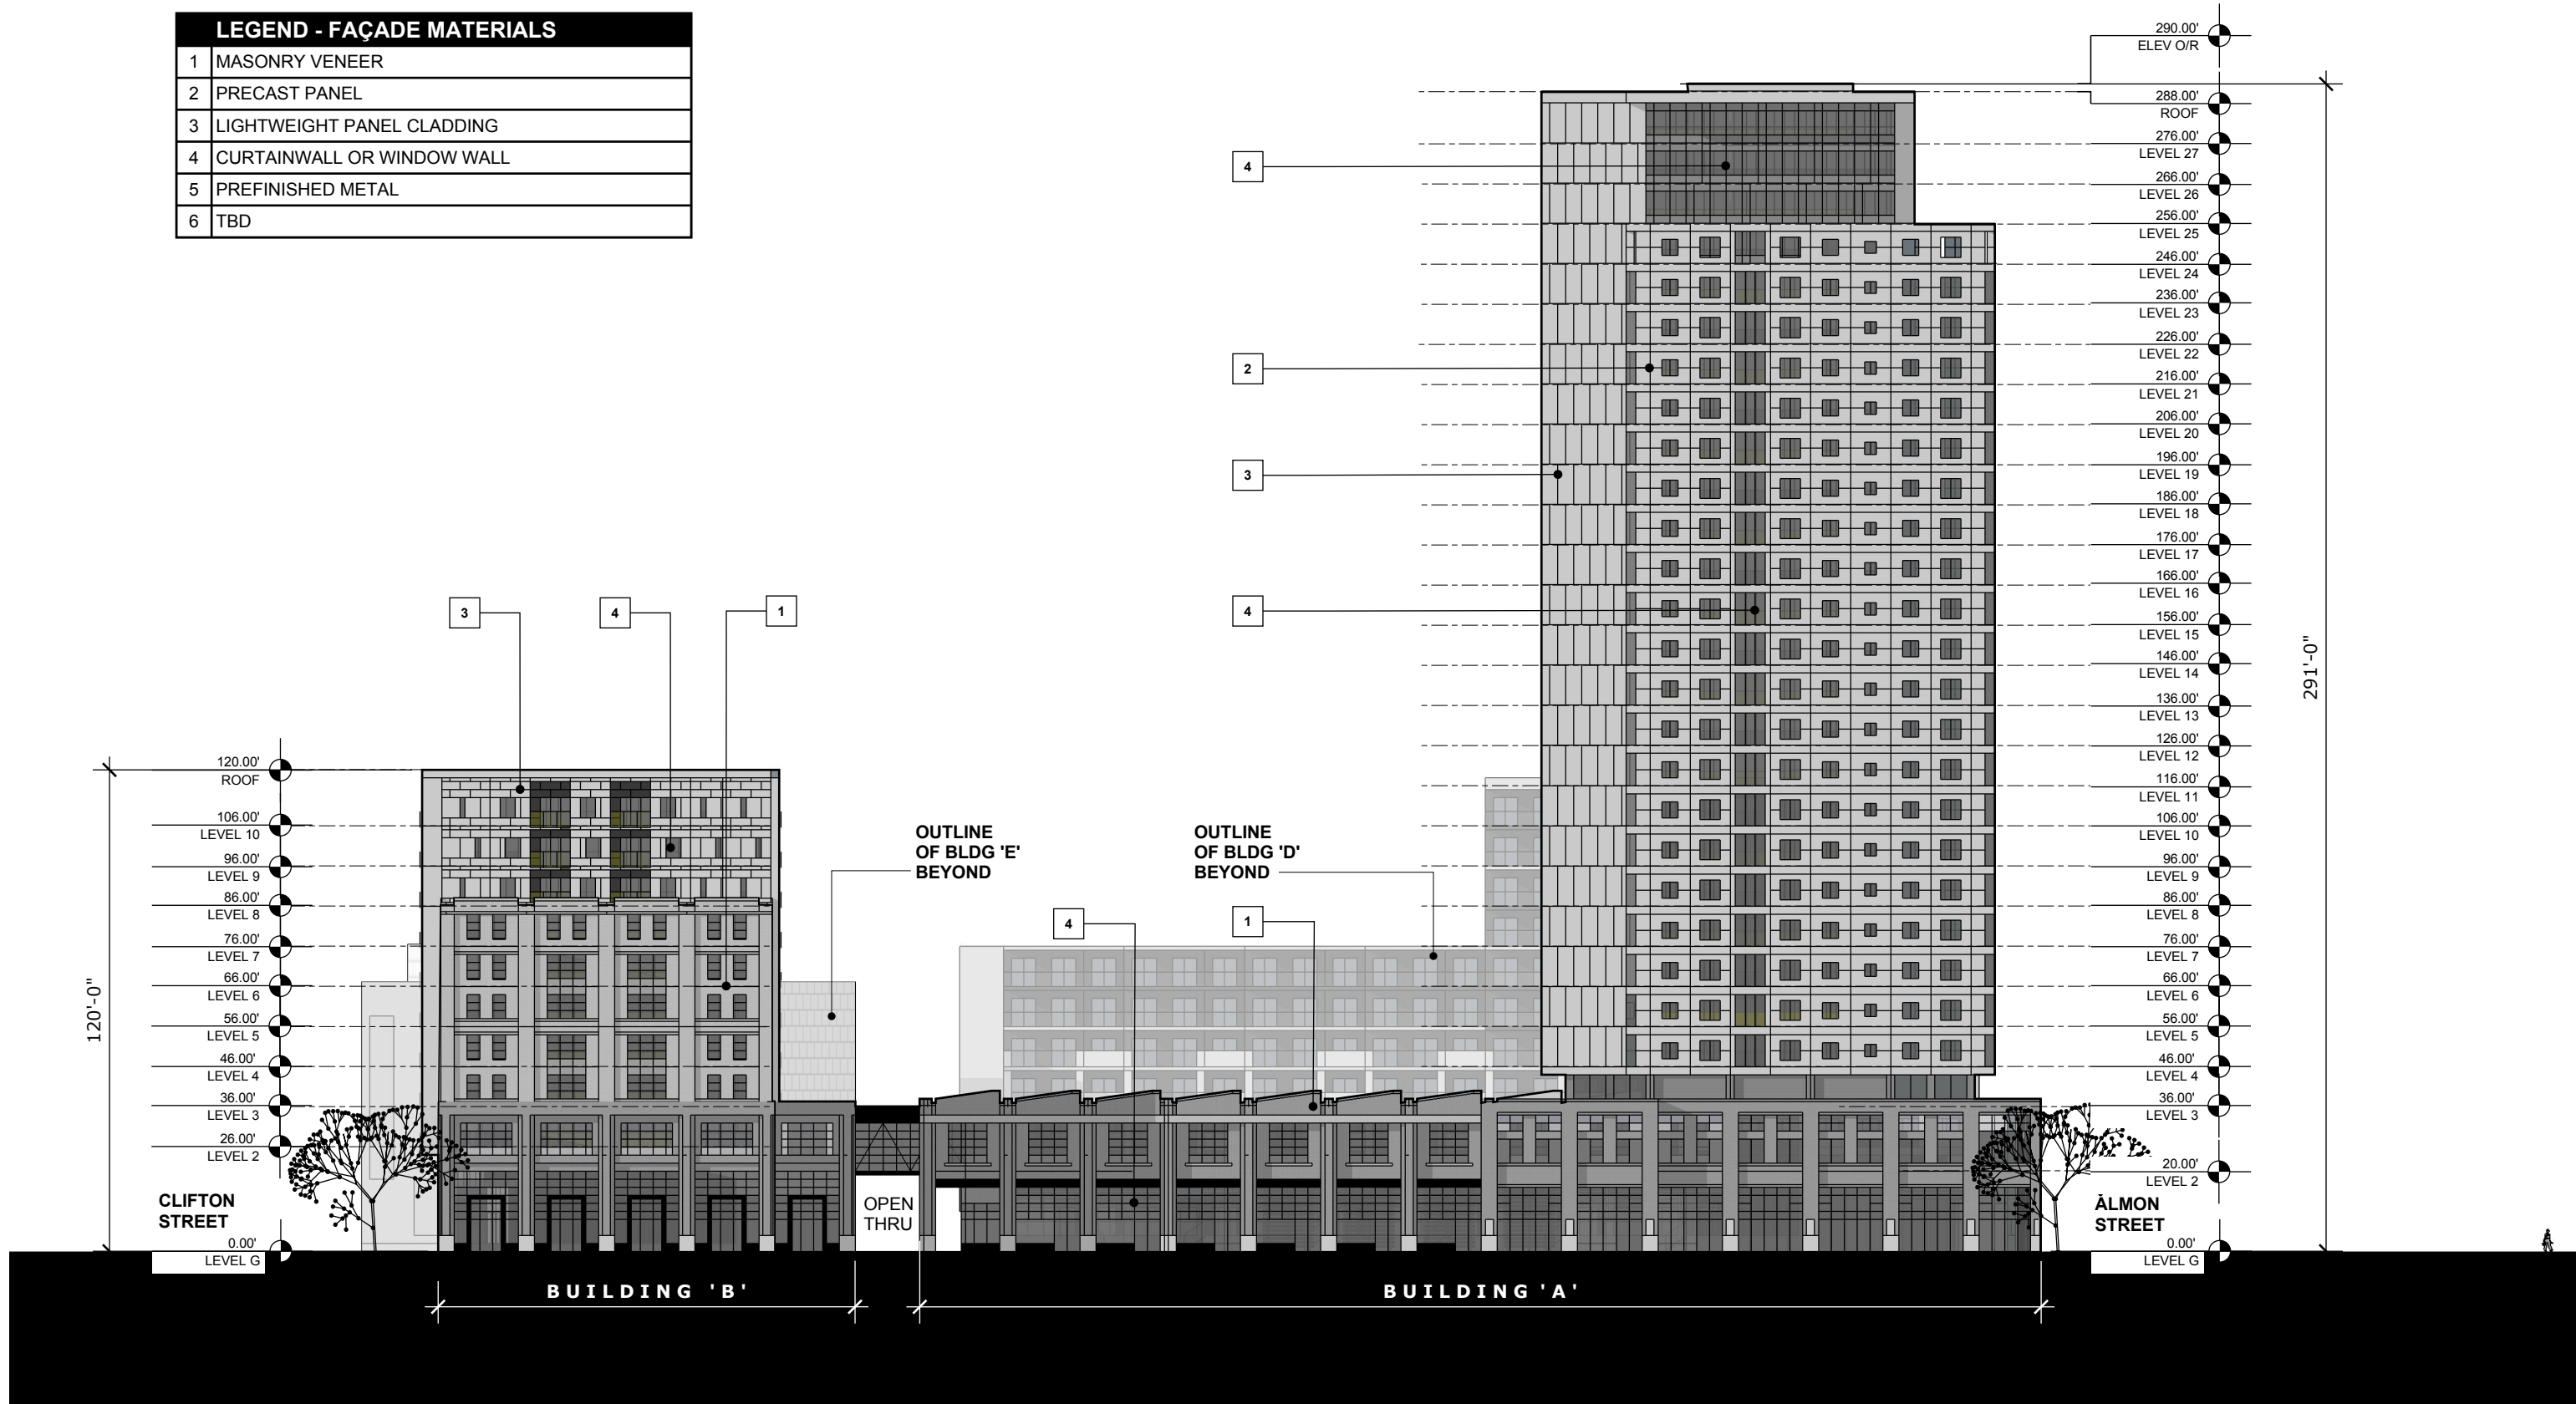 LEGEND - FAÇADE MATERIALS
1 MASONRY VENEER
2 PRECAST PANEL
3 LIGHTWEIGHT PANEL CLADDING
4 CURTAINWALL OR WINDOW WALL
5 PREFINISHED METAL
6 TBD
3
4
1
120.00'
ROOF
106.00'
LEVEL 10
96.00'
LEVEL 9
86.00'
LEVEL 8
76.00'
LEVEL 7
66.00'
LEVEL 6
56.00'
LEVEL 5
46.00'
LEVEL 4
36.00'
LEVEL 3
26.00'
LEVEL 2
0.00'
LEVEL G
120'-0"
CLIFTON
STREET
OUTLINE
OF BLDG 'E'
BEYOND
OPEN
THRU
OUTLINE
OF BLDG 'D'
BEYOND
4
1
4
2
3
4
290.00'
ELEV O/R
288.00'
ROOF
276.00'
LEVEL 27
266.00'
LEVEL 26
256.00'
LEVEL 25
246.00'
LEVEL 24
236.00'
LEVEL 23
226.00'
LEVEL 22
216.00'
LEVEL 21
206.00'
LEVEL 20
196.00'
LEVEL 19
186.00'
LEVEL 18
176.00'
LEVEL 17
166.00'
LEVEL 16
156.00'
LEVEL 15
146.00'
LEVEL 14
136.00'
LEVEL 13
126.00'
LEVEL 12
116.00'
LEVEL 11
106.00'
LEVEL 10
96.00'
LEVEL 9
86.00'
LEVEL 8
76.00'
LEVEL 7
66.00'
LEVEL 6
56.00'
LEVEL 5
46.00'
LEVEL 4
36.00'
LEVEL 3
20.00'
LEVEL 2
0.00'
LEVEL G
291'-0"
ALMON
STREET
BUILDING 'B'
BUILDING 'A'